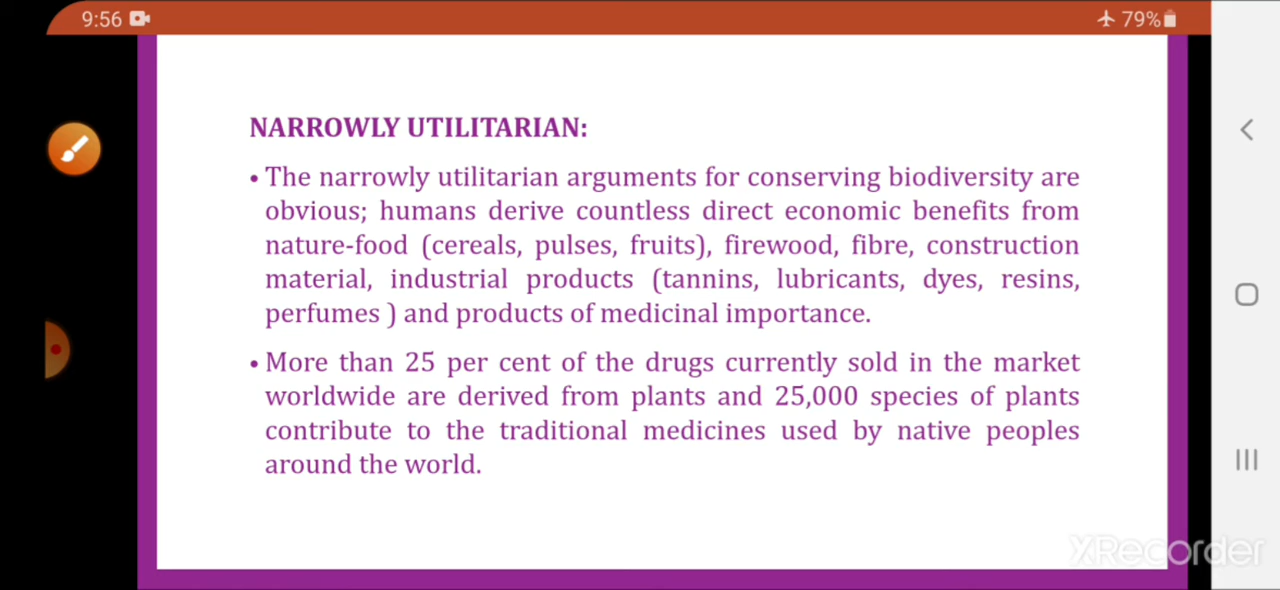 9:56
79%
NARROWLY UTILITARIAN:
• The narrowly utilitarian arguments for conserving biodiversity are
obvious; humans derive countless direct economic benefits from
nature-food (cereals, pulses, fruits), firewood, fibre, construction
material, industrial products (tannins, lubricants, dyes, resins,
perfumes ) and products of medicinal importance.
• More than 25 per cent of the drugs currently sold in the market
worldwide are derived from plants and 25,000 species of plants
contribute to the traditional medicines used by native peoples
around the world.
XRecorder